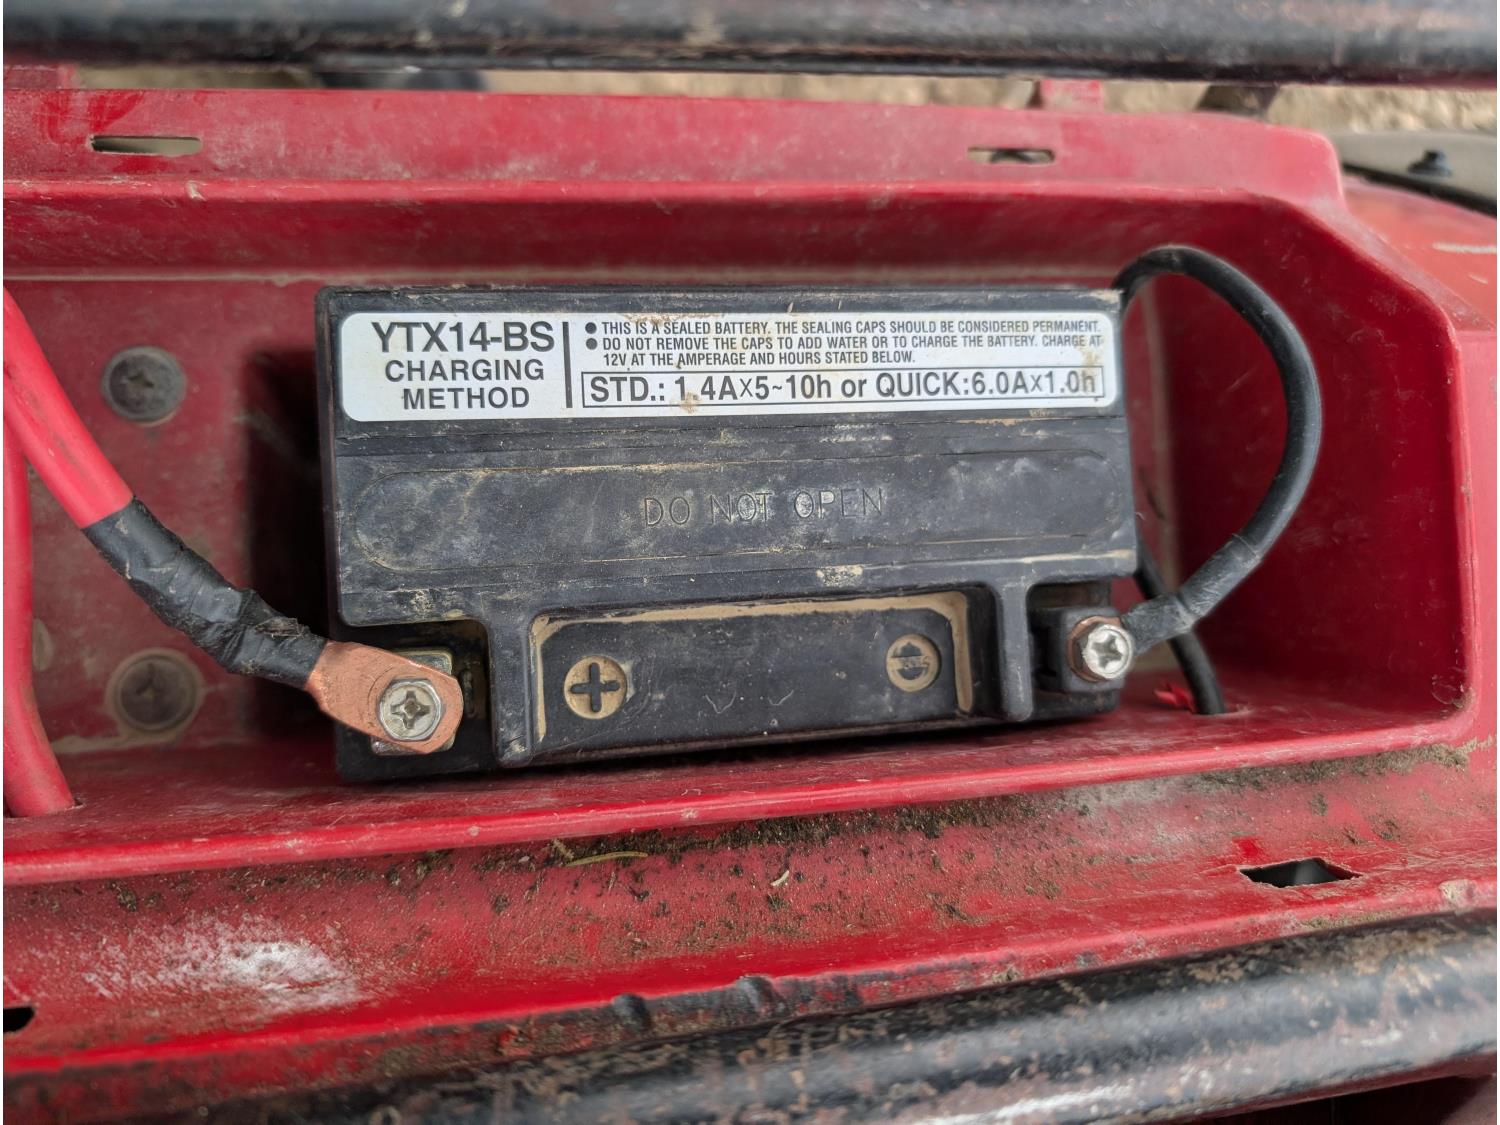 YTX14-BS
CHARGING
METHOD
● THIS IS A SEALED BATTERY. THE SEALING CAPS SHOULD BE CONSIDERED PERMANENT.
● DO NOT REMOVE THE CAPS TO ADD WATER OR TO CHARGE THE BATTERY. CHARGE AT
12V AT THE AMPERAGE AND HOURS STATED BELOW.
STD.: 1.4A×5~10h or QUICK:6.0A×1.0h
DO NOT OPEN